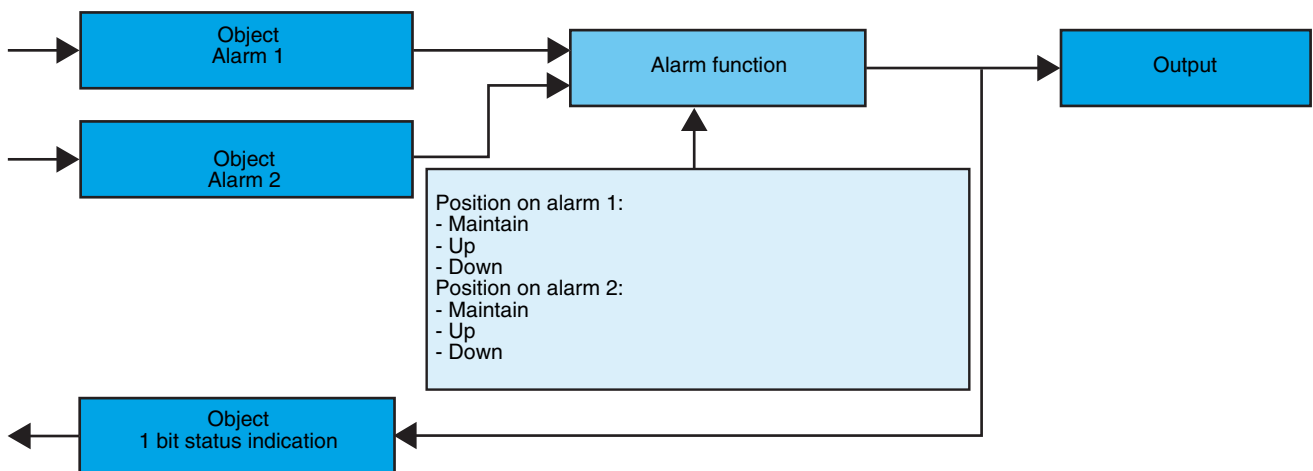 Object
Alarm 1
Alarm function
Output
Object
Alarm 2
Position on alarm 1:
- Maintain
- Up
- Down
Position on alarm 2:
- Maintain
- Up
- Down
Object
1 bit status indication